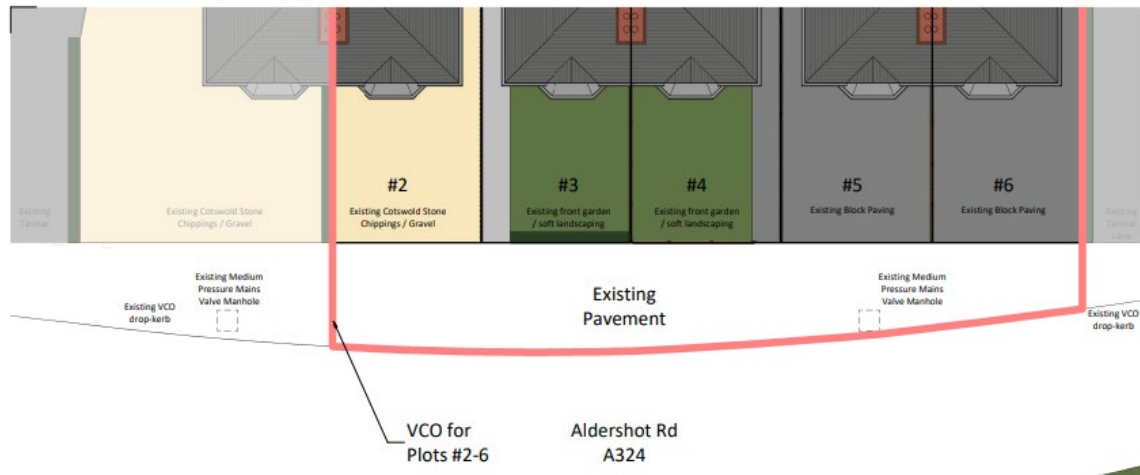 #2
#3
#4
#5
#6
Existing
Tarmac
Existing Cotswold Stone
Chippings / Gravel
Existing Cotswold Stone
Chippings / Gravel
Existing front garden
/ soft landscaping
Existing front garden
/ soft landscaping
Existing Block Paving
Existing Block Paving
Existing
Tarmac
Lane
Existing VCO
drop-kerb
Existing Medium
Pressure Mains
Valve Manhole
Existing
Pavement
Existing Medium
Pressure Mains
Valve Manhole
Existing VCO
drop-kerb
VCO for
Plots #2-6
Aldershot Rd
A324